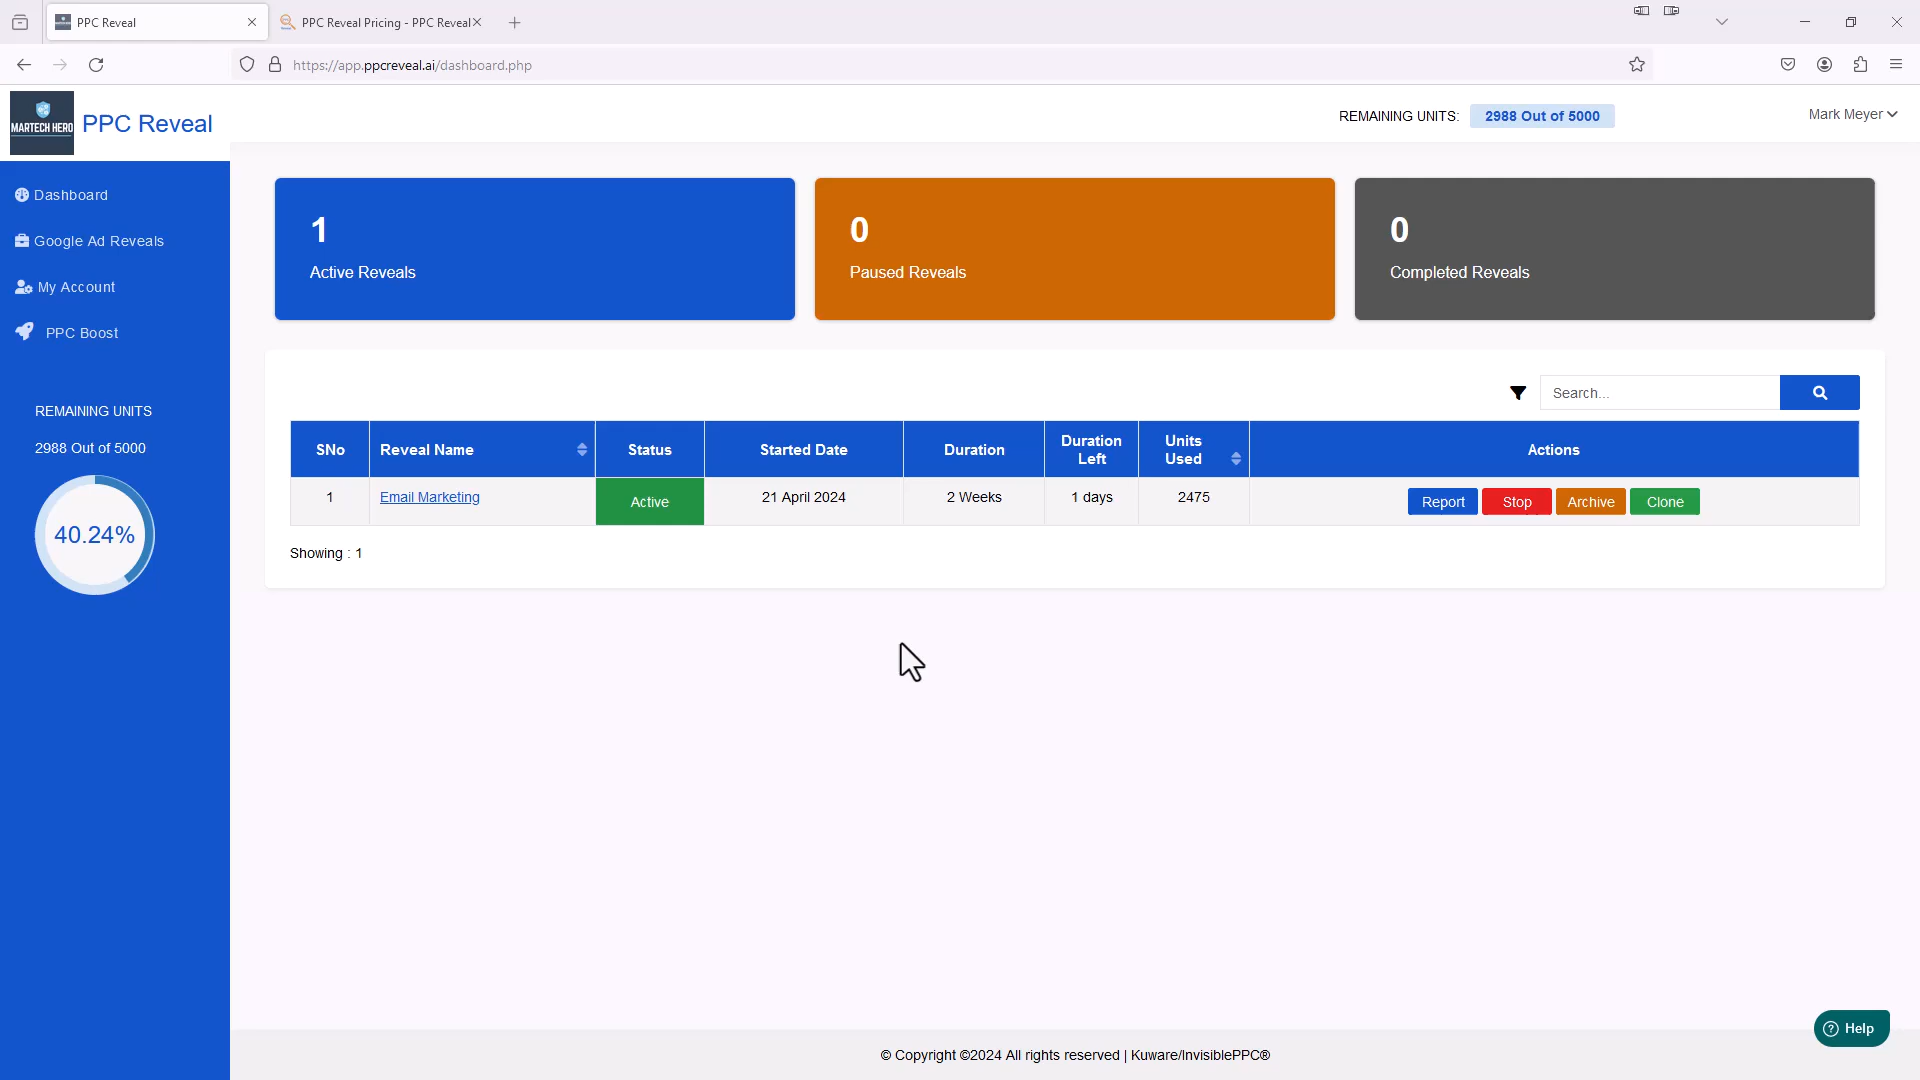 PPC Reveal
PPC Reveal Pricing - PPC Reveal
https://app.ppcreveal.ai/dashboard.php
MARTECH HERO
PPC Reveal
REMAINING UNITS: 2988 Out of 5000
Mark Meyer
Dashboard
Google Ad Reveals
My Account
PPC Boost
REMAINING UNITS
2988 Out of 5000
40.24%
1
Active Reveals
0
Paused Reveals
0
Completed Reveals
Search...
SNo Reveal Name Status Started Date Duration Duration Left Units Used Actions
1 Email Marketing Active 21 April 2024 2 Weeks 1 days 2475 Report Stop Archive Clone
Showing : 1
Help
© Copyright ©2024 All rights reserved | Kuware/InvisiblePPC®